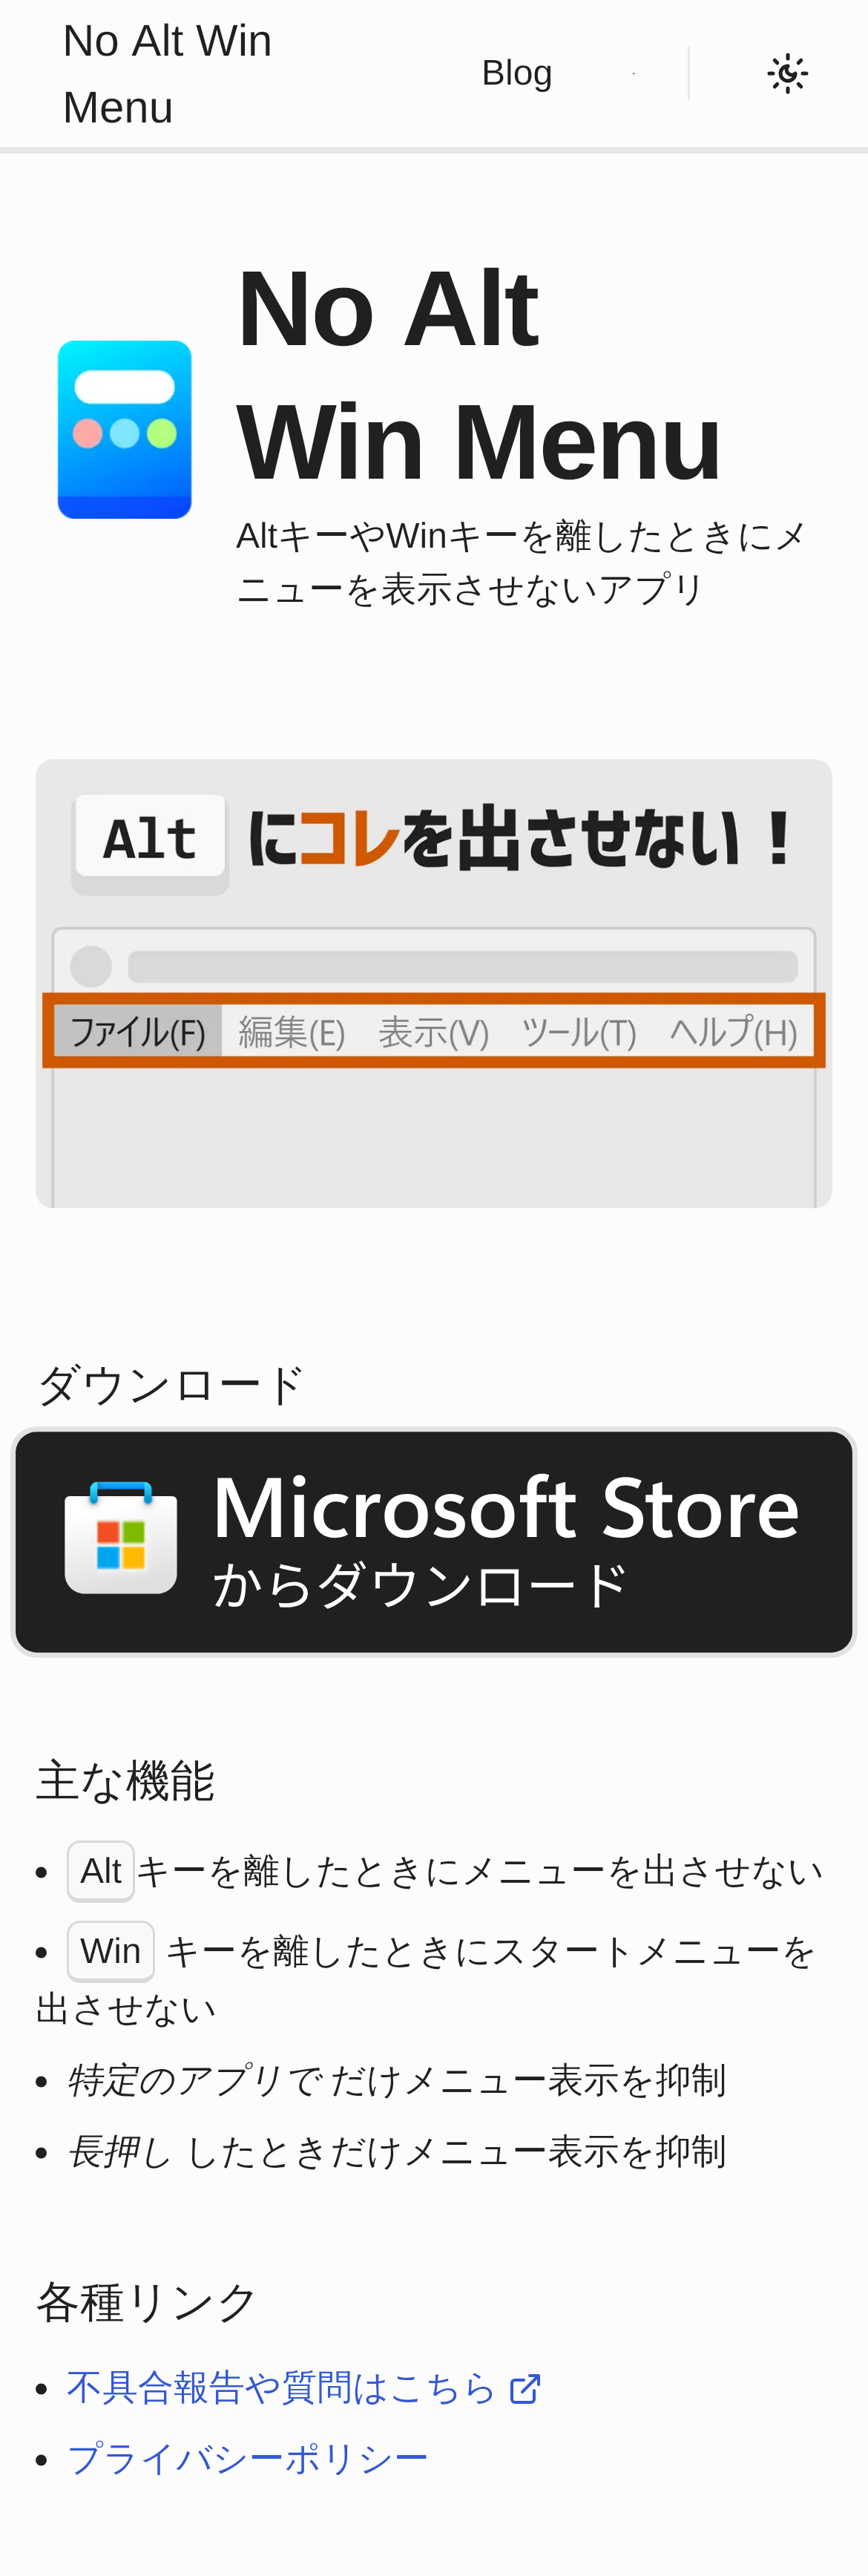 No Alt Win
Menu
Blog
No Alt
Win Menu
AltキーやWinキーを離したときにメ
ニューを表示させないアプリ
Alt にコレを出させない！
ファイル(F) 編集(E) 表示(V) ツール(T) ヘルプ(H)
ダウンロード
Microsoft Store
からダウンロード
主な機能
• Alt キーを離したときにメニューを出させない
• Win キーを離したときにスタートメニューを
出させない
• 特定のアプリで だけメニュー表示を抑制
• 長押し したときだけメニュー表示を抑制
各種リンク
• 不具合報告や質問はこちら
• プライバシーポリシー